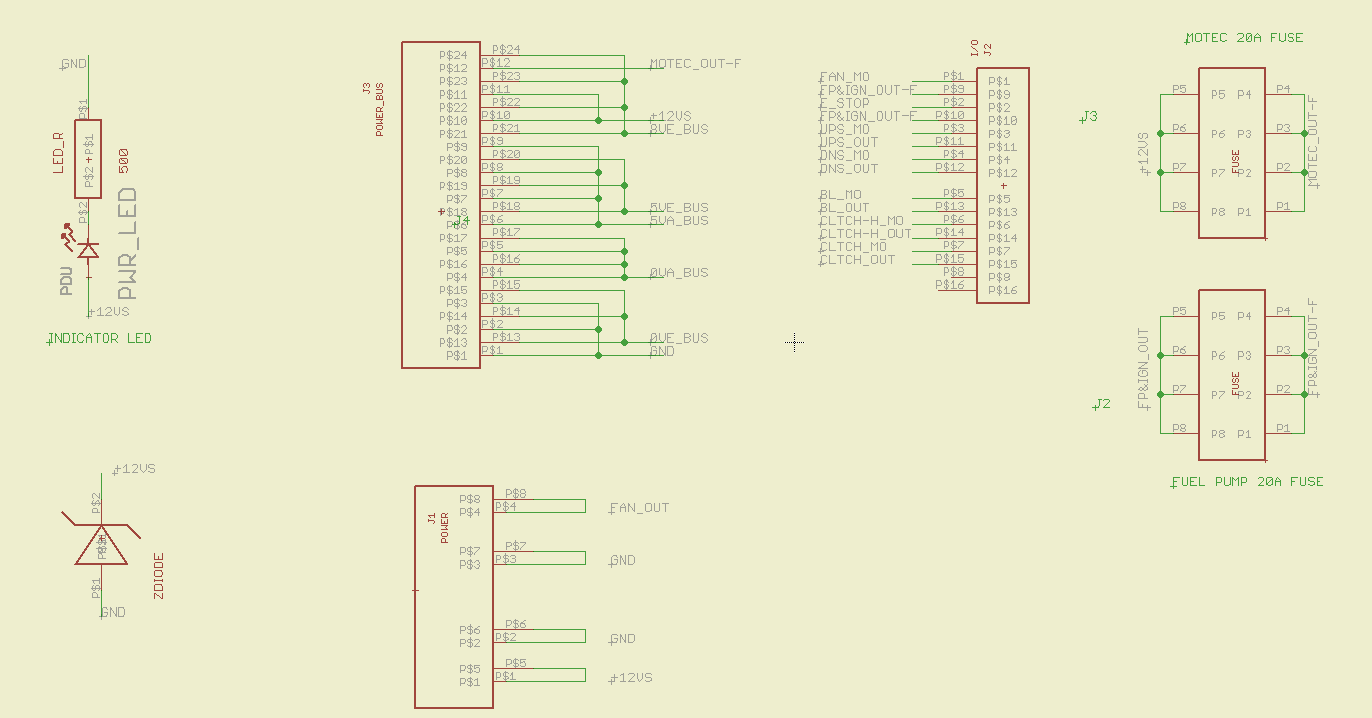 GND
P$1
LED_R
P$2 P$1
500
P$2
PDU
PWR_LED
+12VS
INDICATOR LED
+12VS
P$2
ZDIODE
P$1
GND
J3
POWER_BUS
P$24 P$24
P$12 P$12 MOTEC_OUT-F
P$23 P$23
P$11 P$11
P$22 P$22
P$10 P$10 +12VS
P$21 P$21 8VE_BUS
P$9 P$9
P$20 P$20
P$8 P$8
P$19 P$19
P$7 P$7
P$18 P$18 5VE_BUS
J4
P$6 P$6 5VA_BUS
P$17 P$17
P$5 P$5
P$16 P$16
P$4 P$4 0VA_BUS
P$15 P$15
P$3 P$3
P$14 P$14
P$2 P$2
P$13 P$13 0VE_BUS
P$1 P$1 GND
J1
POWER
P$8 P$8
P$4 P$4 FAN_OUT
P$7 P$7
P$3 P$3 GND
P$6 P$6
P$2 P$2 GND
P$5 P$5
P$1 P$1 +12VS
I/O
J2
FAN_MO P$1 P$1
FP&IGN_OUT-F P$9 P$9
E_STOP P$2 P$2
FP&IGN_OUT-F P$10 P$10
UPS_MO P$3 P$3
UPS_OUT P$11 P$11
DNS_MO P$4 P$4
DNS_OUT P$12 P$12
BL_MO P$5 P$5
BL_OUT P$13 P$13
CLTCH-H_MO P$6 P$6
CLTCH-H_OUT P$14 P$14
CLTCH_MO P$7 P$7
CLTCH_OUT P$15 P$15
P$8 P$8
P$16 P$16
J3
MOTEC 20A FUSE
P5 P5 P4 P4
P6 P6 P3 P3
P7 P7 P2 P2
P8 P8 P1 P1
+12VS
FUSE
MOTEC_OUT-F
J2
P5 P5 P4 P4
P6 P6 P3 P3
P7 P7 P2 P2
P8 P8 P1 P1
FP&IGN_OUT
FUSE
FP&IGN_OUT-F
FUEL PUMP 20A FUSE